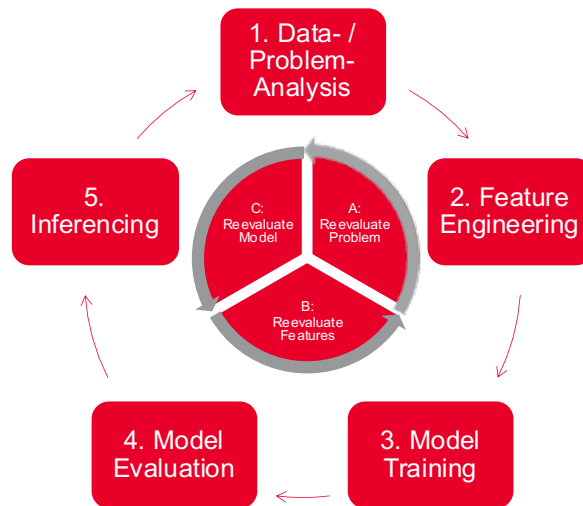 1. Data- /
Problem-
Analysis
2. Feature
Engineering
3. Model
Training
4. Model
Evaluation
5.
Inferencing
A:
Reevaluate
Problem
B:
Reevaluate
Features
C:
Reevaluate
Model